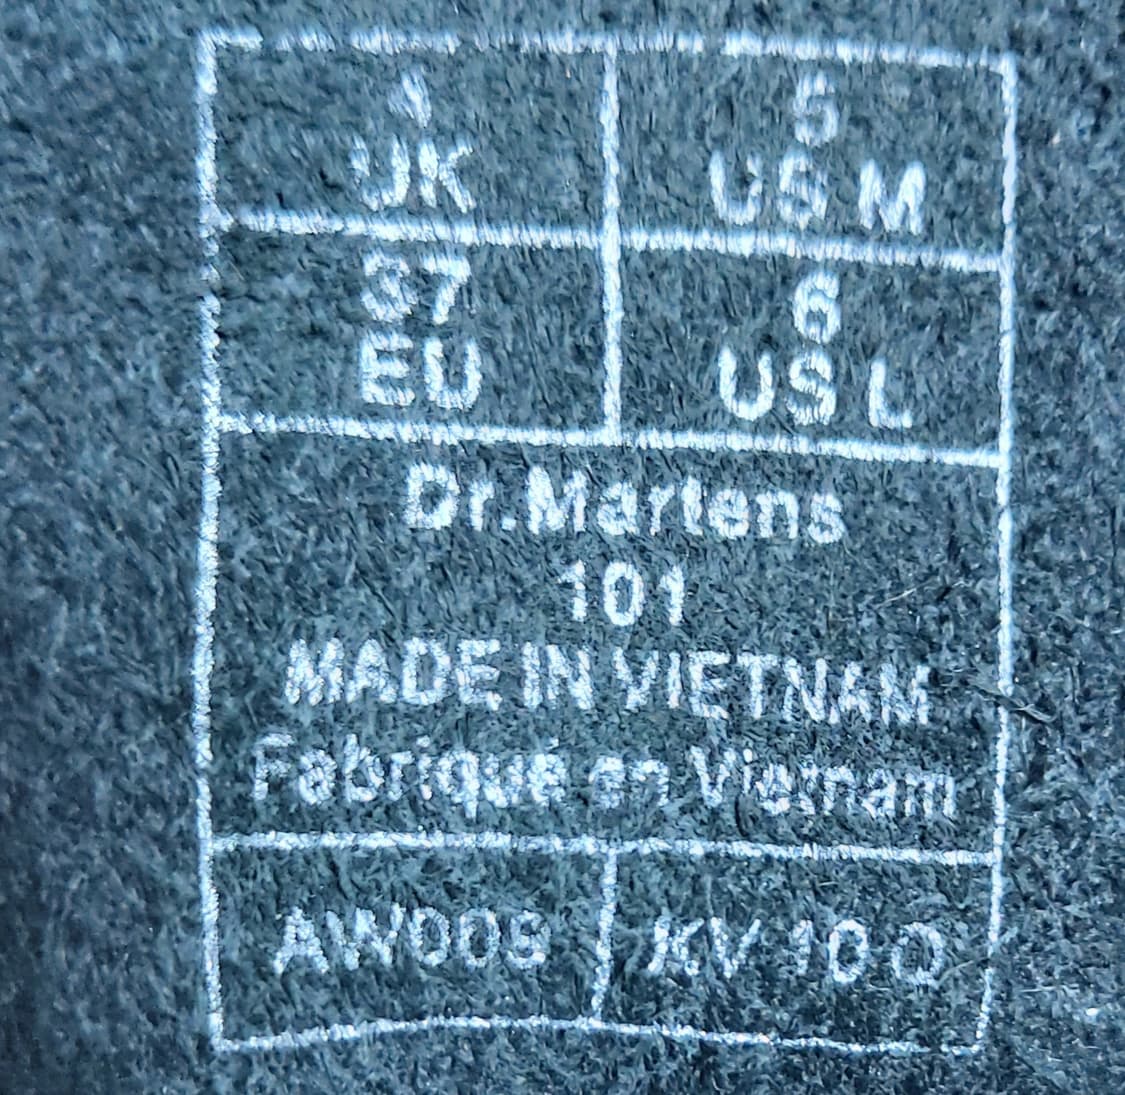 4
UK
5
US M
37
EU
6
US L
Dr.Martens
101
MADE IN VIETNAM
Fabriqué en Vietnam
AW00S
KV 10 Q